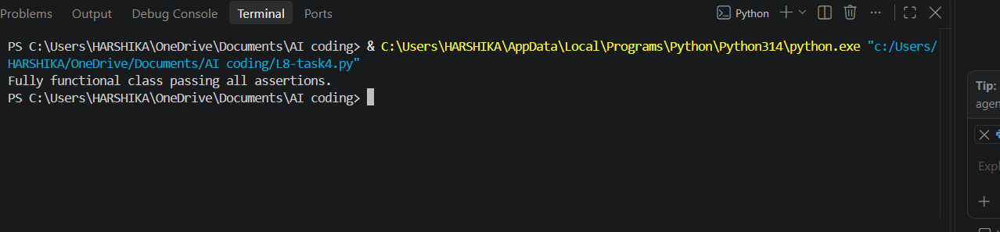 Problems Output Debug Console Terminal Ports Python
PS C:\Users\HARSHIKA\OneDrive\Documents\AI coding> & C:\Users\HARSHIKA\AppData\Local\Programs\Python\Python314\python.exe "c:/Users/
HARSHIKA/OneDrive/Documents/AI coding/L8-task4.py"
Fully functional class passing all assertions.
PS C:\Users\HARSHIKA\OneDrive\Documents\AI coding>
Tip:
agen
Expl